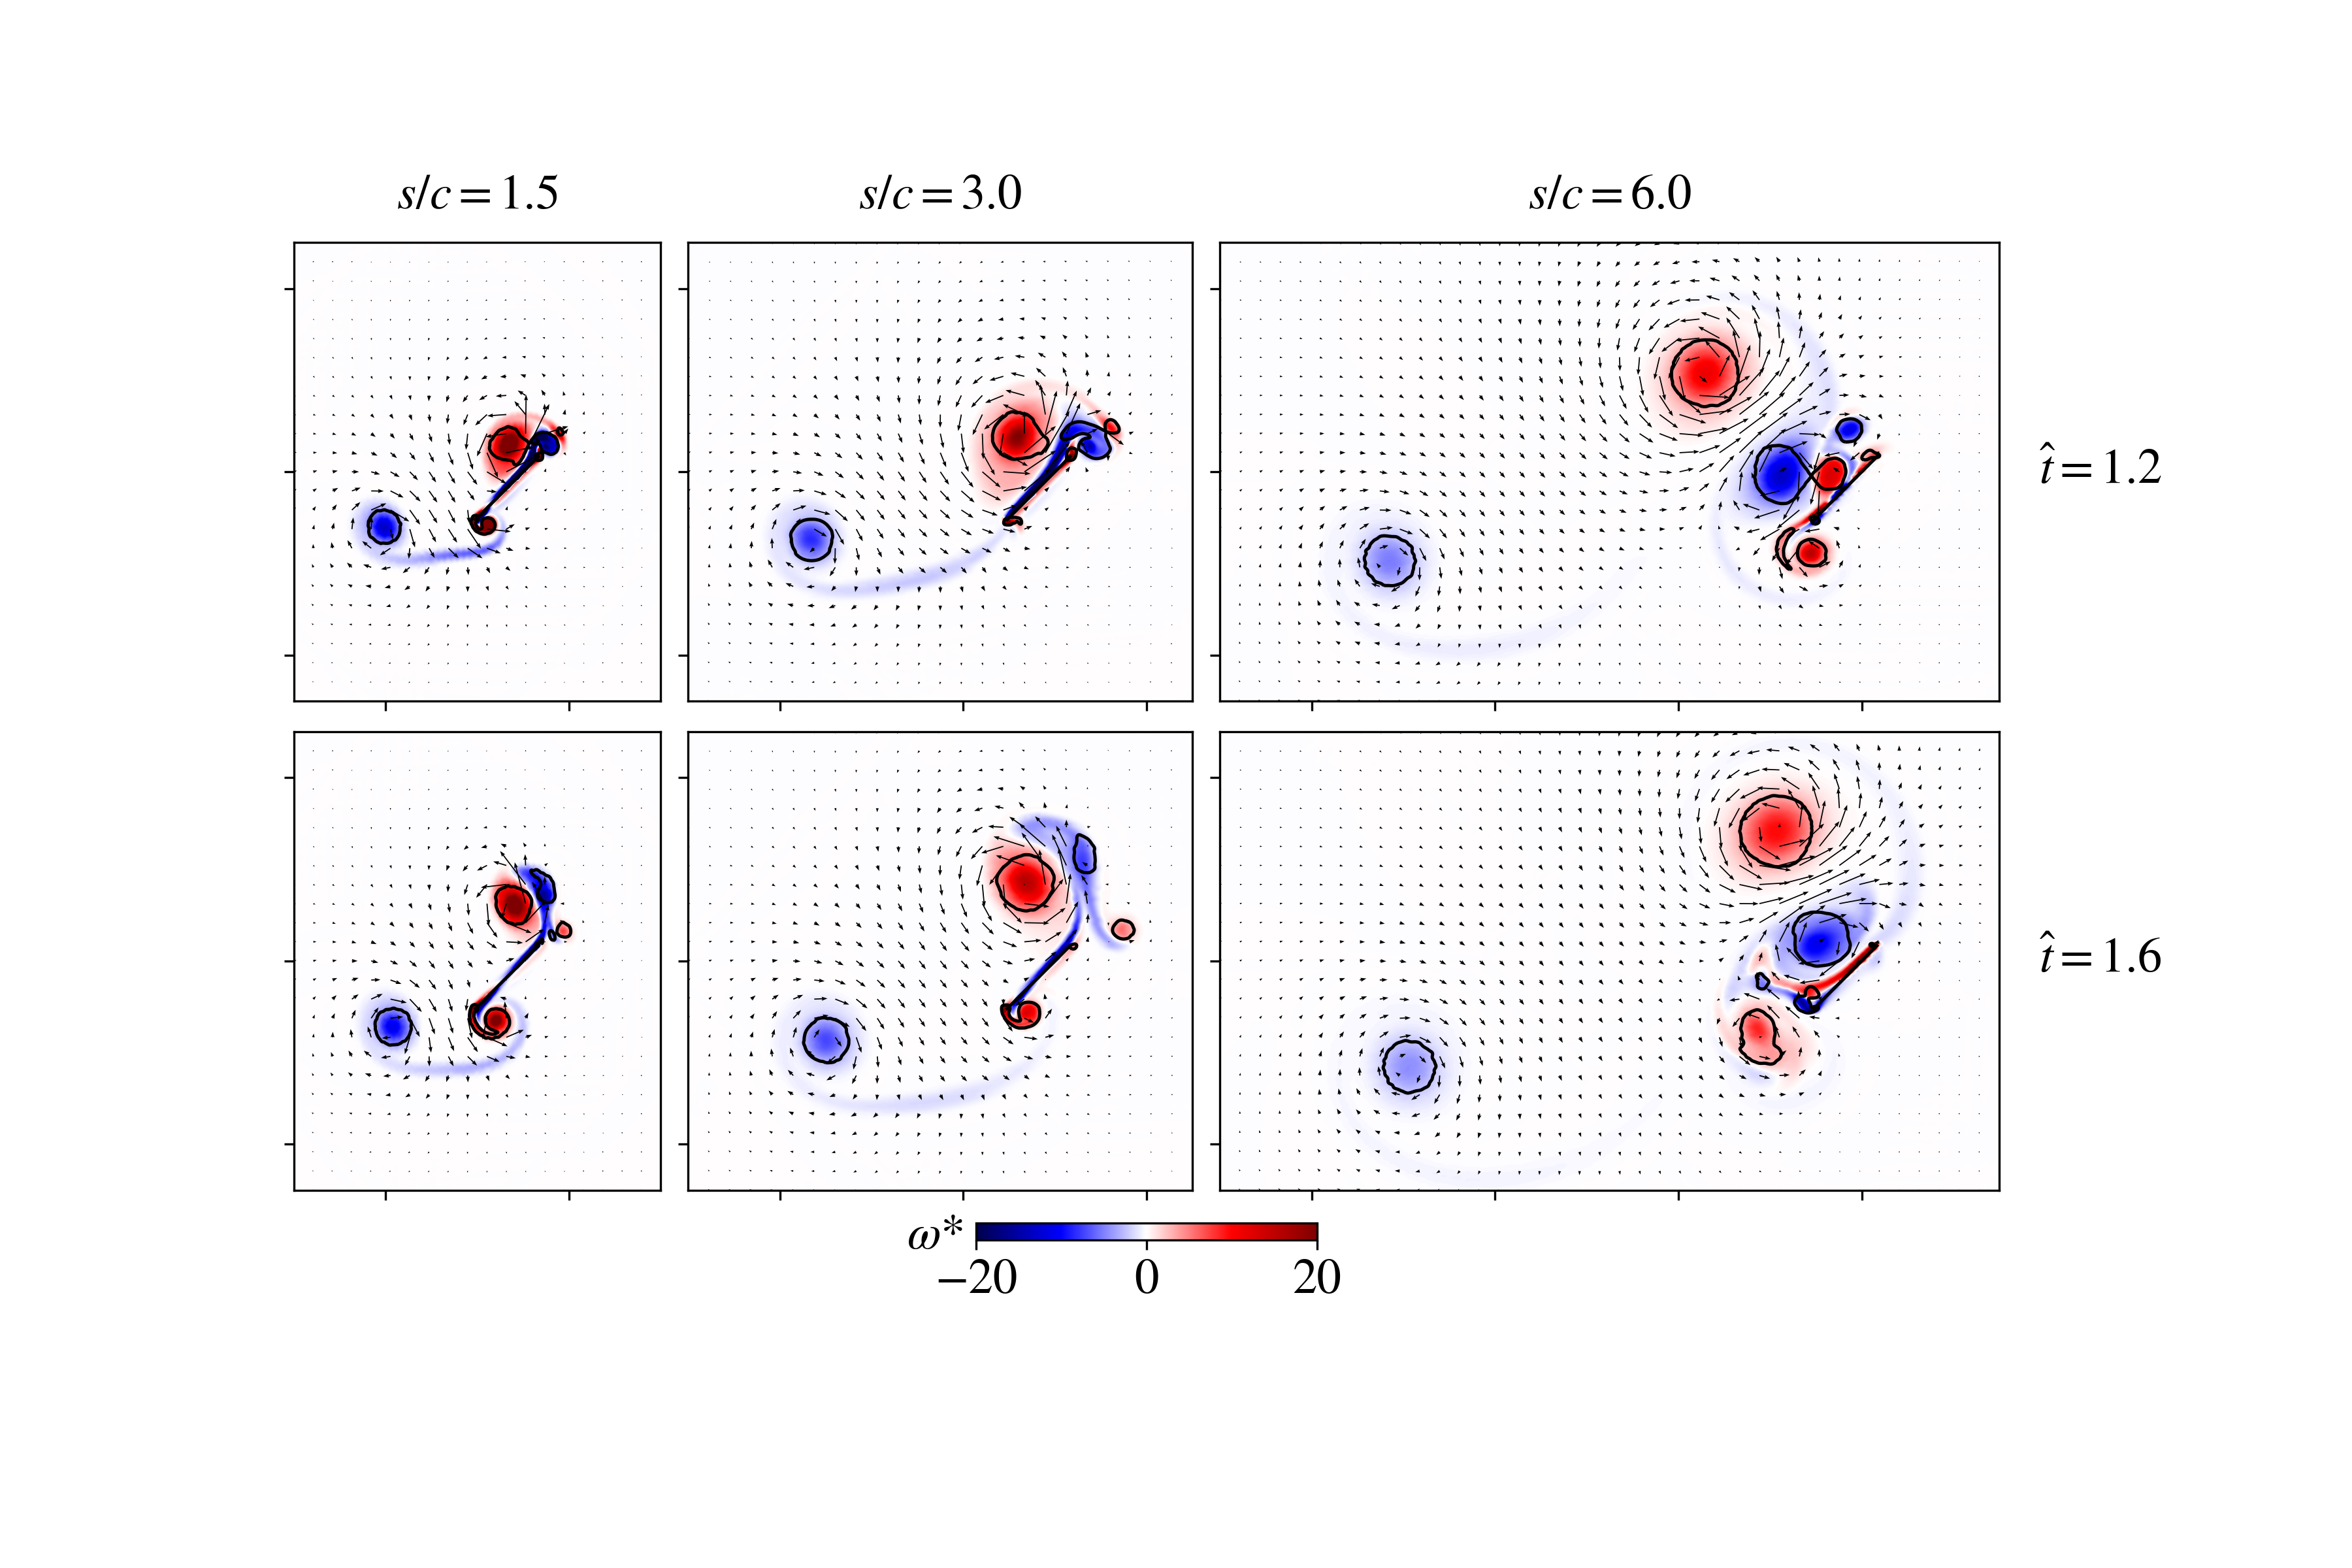 s/c = 1.5
s/c = 3.0
s/c = 6.0
t̂ = 1.2
t̂ = 1.6
ω*
−20
0
20